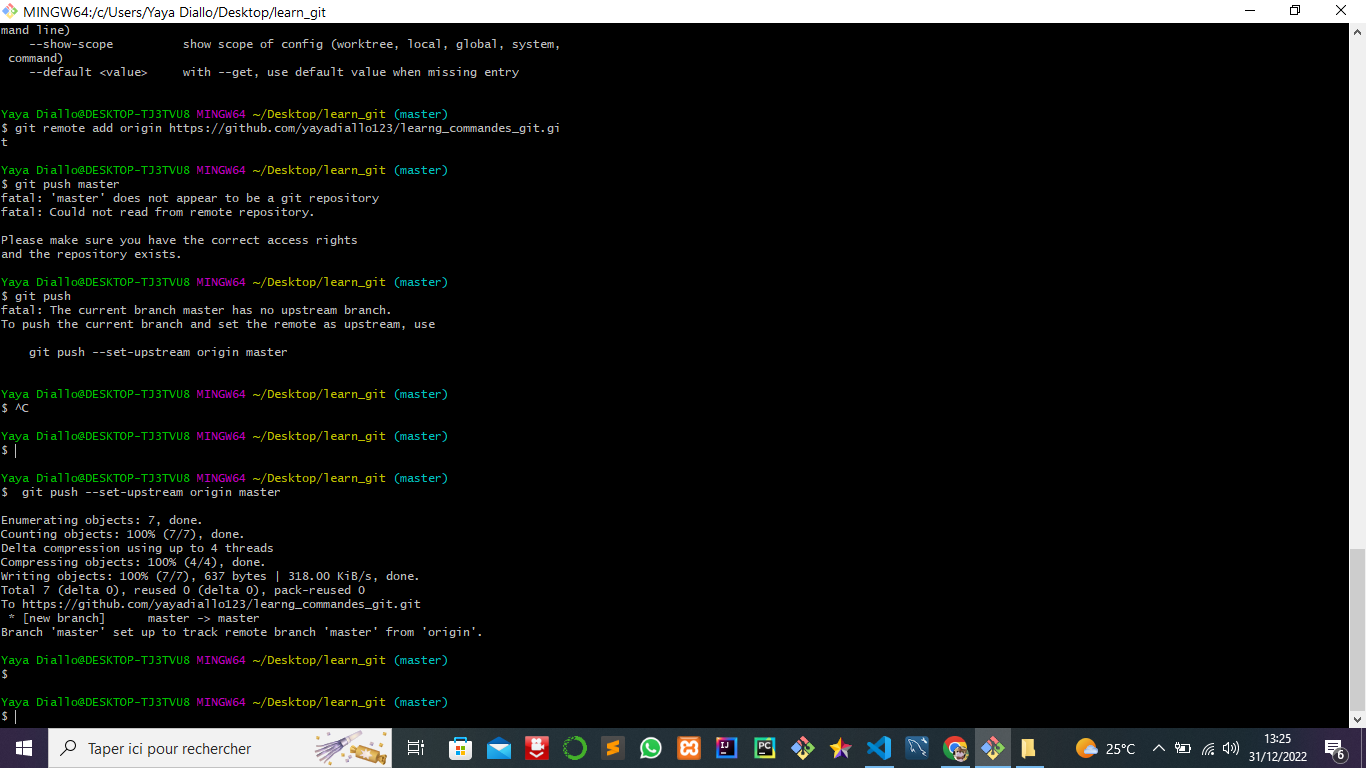 MINGW64:/c/Users/Yaya Diallo/Desktop/learn_git
mand line)
    --show-scope          show scope of config (worktree, local, global, system,
 command)
    --default <value>     with --get, use default value when missing entry
Yaya Diallo@DESKTOP-TJ3TVU8 MINGW64 ~/Desktop/learn_git (master)
$ git remote add origin https://github.com/yayadiallo123/learng_commandes_git.gi
t
Yaya Diallo@DESKTOP-TJ3TVU8 MINGW64 ~/Desktop/learn_git (master)
$ git push master
fatal: 'master' does not appear to be a git repository
fatal: Could not read from remote repository.
Please make sure you have the correct access rights
and the repository exists.
Yaya Diallo@DESKTOP-TJ3TVU8 MINGW64 ~/Desktop/learn_git (master)
$ git push
fatal: The current branch master has no upstream branch.
To push the current branch and set the remote as upstream, use
    git push --set-upstream origin master
Yaya Diallo@DESKTOP-TJ3TVU8 MINGW64 ~/Desktop/learn_git (master)
$ ^C
Yaya Diallo@DESKTOP-TJ3TVU8 MINGW64 ~/Desktop/learn_git (master)
$
Yaya Diallo@DESKTOP-TJ3TVU8 MINGW64 ~/Desktop/learn_git (master)
$  git push --set-upstream origin master
Enumerating objects: 7, done.
Counting objects: 100% (7/7), done.
Delta compression using up to 4 threads
Compressing objects: 100% (4/4), done.
Writing objects: 100% (7/7), 637 bytes | 318.00 KiB/s, done.
Total 7 (delta 0), reused 0 (delta 0), pack-reused 0
To https://github.com/yayadiallo123/learng_commandes_git.git
 * [new branch]      master -> master
Branch 'master' set up to track remote branch 'master' from 'origin'.
Yaya Diallo@DESKTOP-TJ3TVU8 MINGW64 ~/Desktop/learn_git (master)
$
Yaya Diallo@DESKTOP-TJ3TVU8 MINGW64 ~/Desktop/learn_git (master)
$
Taper ici pour rechercher
25°C
13:25
31/12/2022
6